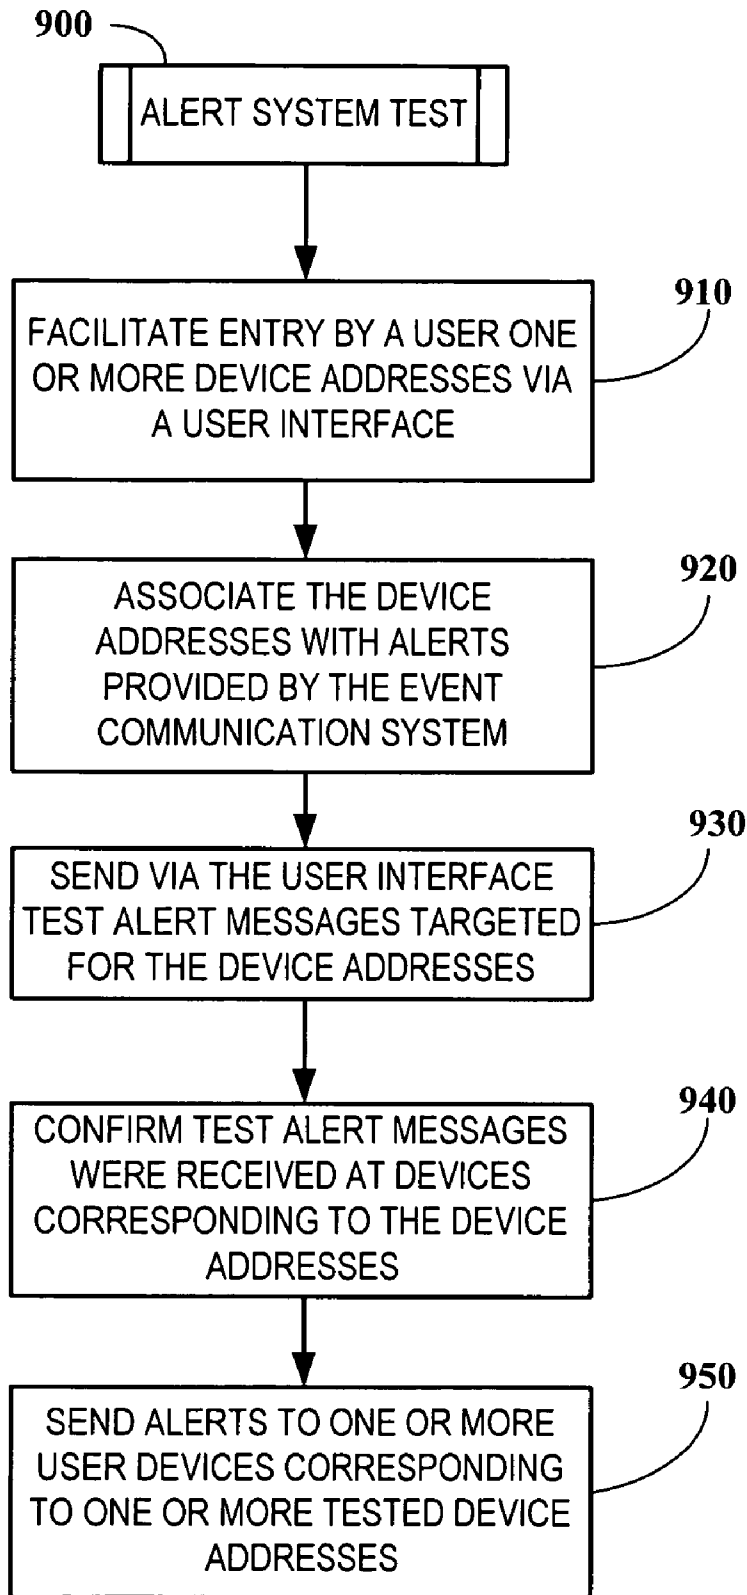 900
ALERT SYSTEM TEST
910
FACILITATE ENTRY BY A USER ONE
OR MORE DEVICE ADDRESSES VIA
A USER INTERFACE
920
ASSOCIATE THE DEVICE
ADDRESSES WITH ALERTS
PROVIDED BY THE EVENT
COMMUNICATION SYSTEM
930
SEND VIA THE USER INTERFACE
TEST ALERT MESSAGES TARGETED
FOR THE DEVICE ADDRESSES
940
CONFIRM TEST ALERT MESSAGES
WERE RECEIVED AT DEVICES
CORRESPONDING TO THE DEVICE
ADDRESSES
950
SEND ALERTS TO ONE OR MORE
USER DEVICES CORRESPONDING
TO ONE OR MORE TESTED DEVICE
ADDRESSES